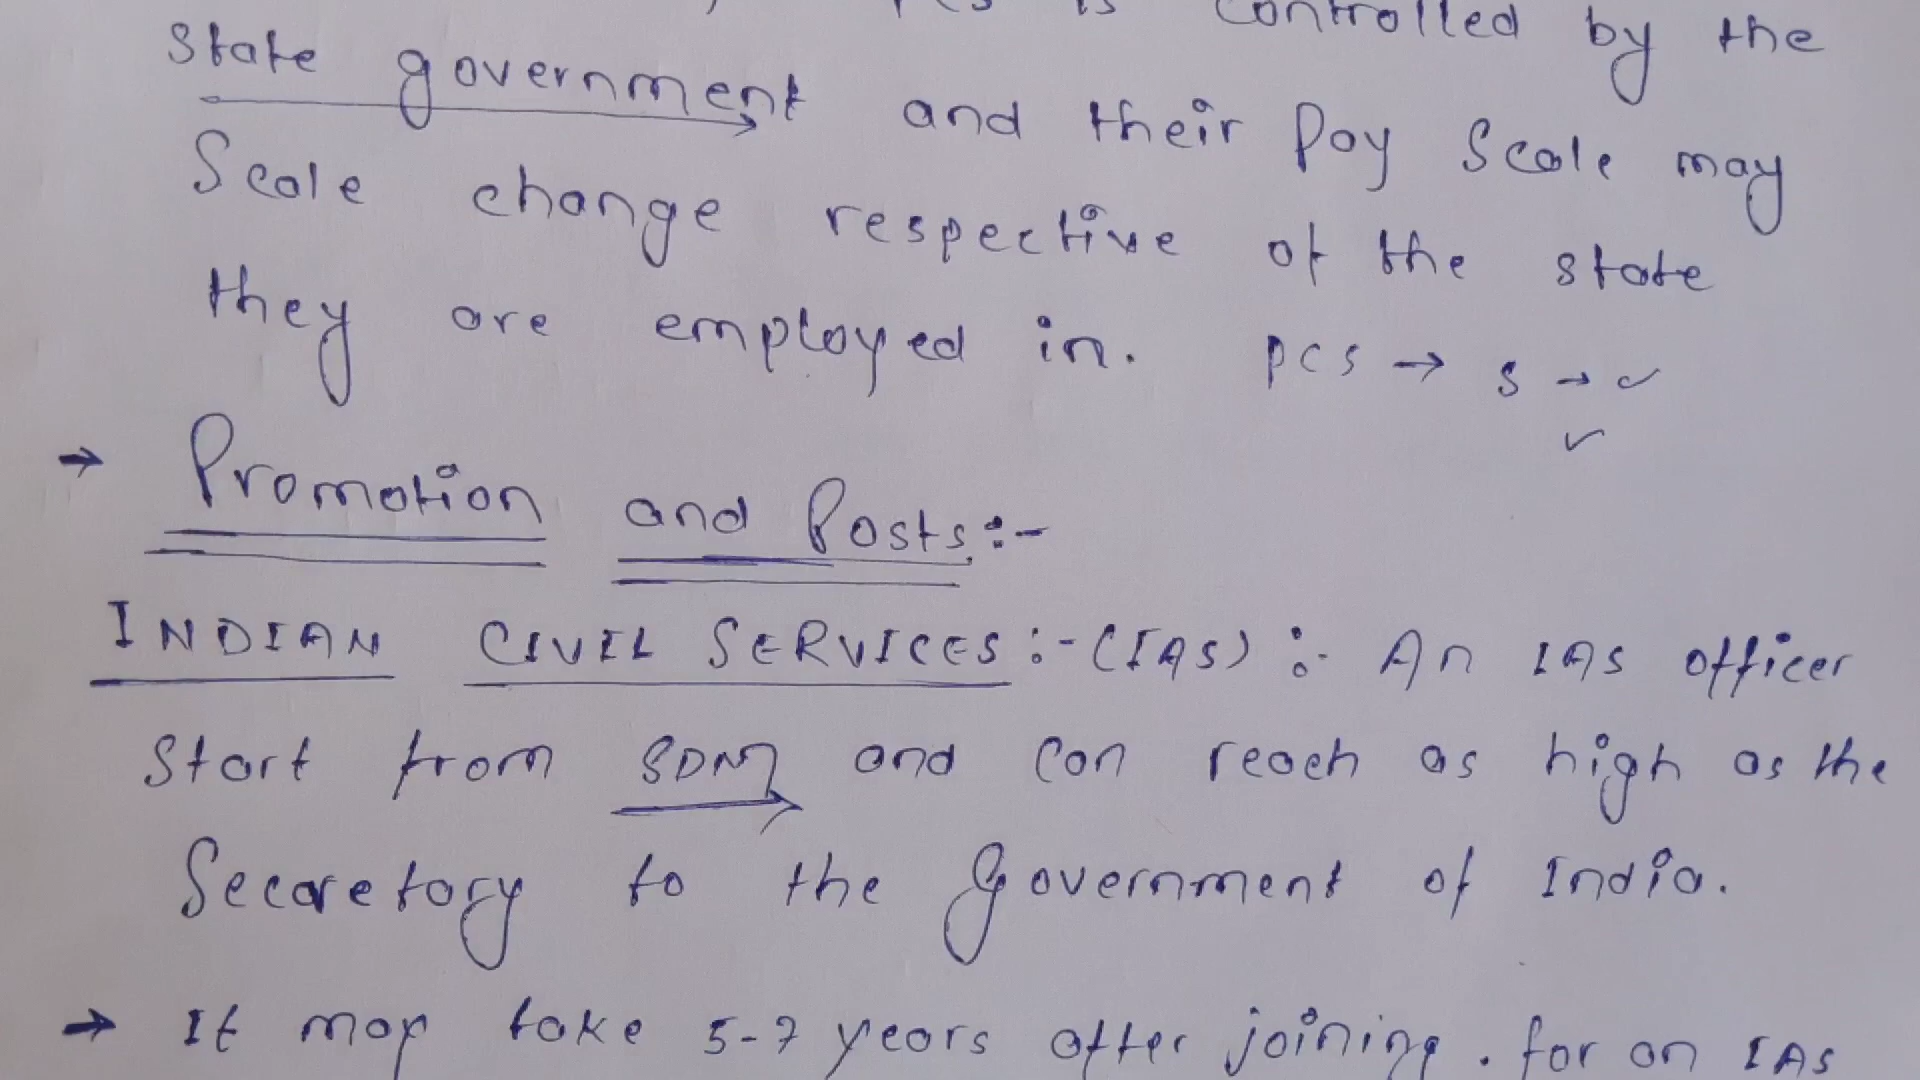 PCS is controlled by the
State government and their Pay Scale may
Scale change respective of the state
they are employed in. PCS → S → ✓
✓
→ Promotion and Posts:-
INDIAN CIVIL SERVICES:- (IAS) :- An IAS officer
Start from SDM and can reach as high as the
Secoretory to the Government of India.
→ It may take 5-7 years after joining. for an IAS